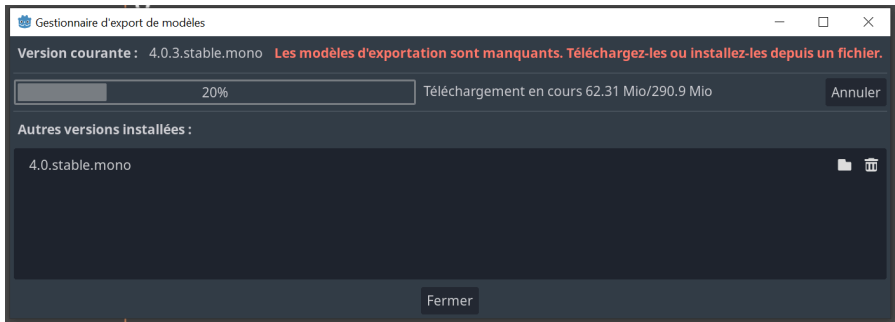 Gestionnaire d'export de modèles
Version courante : 4.0.3.stable.mono Les modèles d'exportation sont manquants. Téléchargez-les ou installez-les depuis un fichier.
20% Téléchargement en cours 62.31 Mio/290.9 Mio Annuler
Autres versions installées :
4.0.stable.mono
Fermer